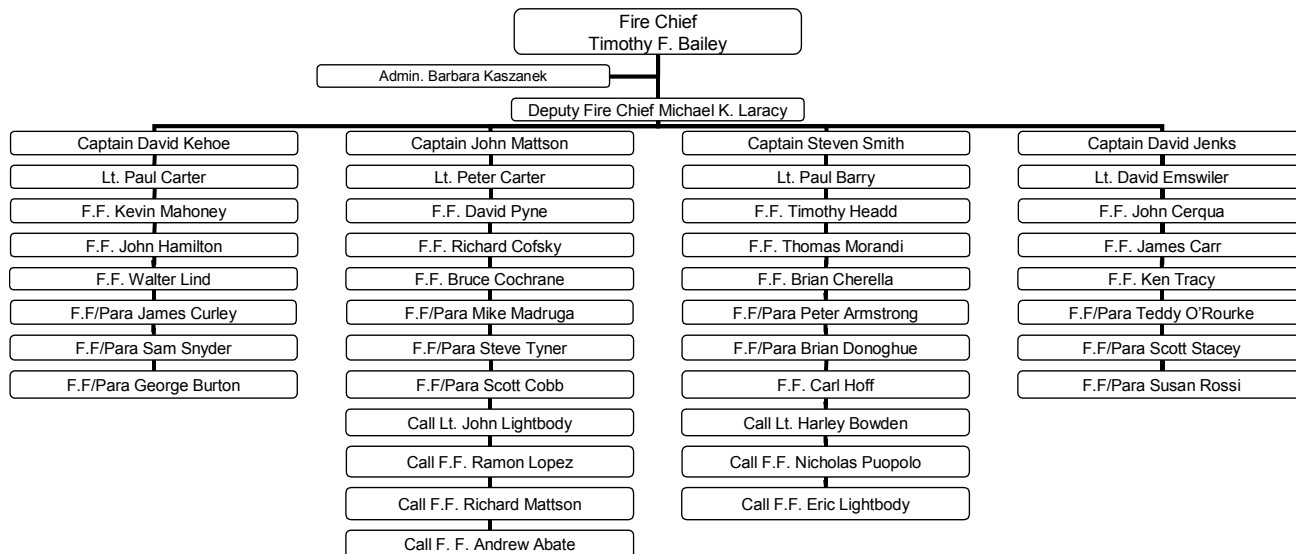 Fire Chief
Timothy F. Bailey
Admin. Barbara Kaszanek
Deputy Fire Chief Michael K. Laracy
Captain David Kehoe
Lt. Paul Carter
F.F. Kevin Mahoney
F.F. John Hamilton
F.F. Walter Lind
F.F/Para James Curley
F.F/Para Sam Snyder
F.F/Para George Burton
Captain John Mattson
Lt. Peter Carter
F.F. David Pyne
F.F. Richard Cofsky
F.F. Bruce Cochrane
F.F/Para Mike Madruga
F.F/Para Steve Tyner
F.F/Para Scott Cobb
Call Lt. John Lightbody
Call F.F. Ramon Lopez
Call F.F. Richard Mattson
Call F. F. Andrew Abate
Captain Steven Smith
Lt. Paul Barry
F.F. Timothy Headd
F.F. Thomas Morandi
F.F. Brian Cherella
F.F/Para Peter Armstrong
F.F/Para Brian Donoghue
F.F. Carl Hoff
Call Lt. Harley Bowden
Call F.F. Nicholas Puopolo
Call F.F. Eric Lightbody
Captain David Jenks
Lt. David Emswiler
F.F. John Cerqua
F.F. James Carr
F.F. Ken Tracy
F.F/Para Teddy O’Rourke
F.F/Para Scott Stacey
F.F/Para Susan Rossi